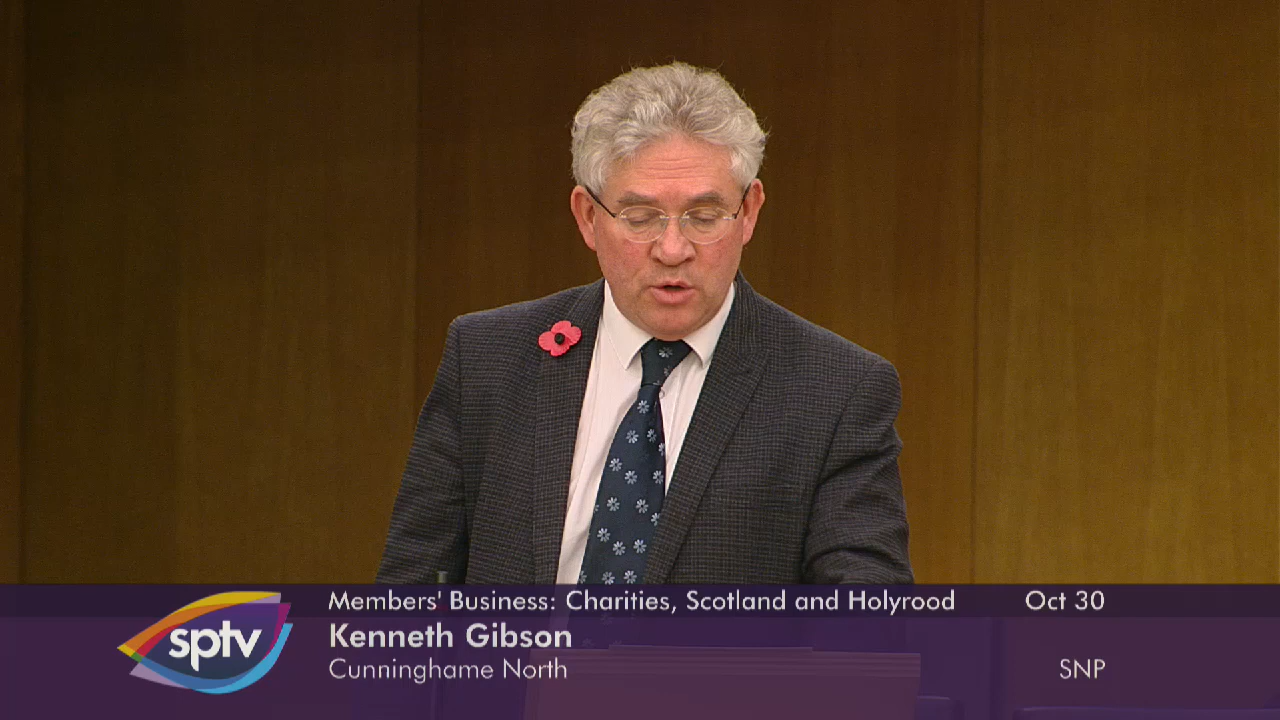 Members' Business: Charities, Scotland and Holyrood Oct 30
sptv
Kenneth Gibson
Cunninghame North SNP